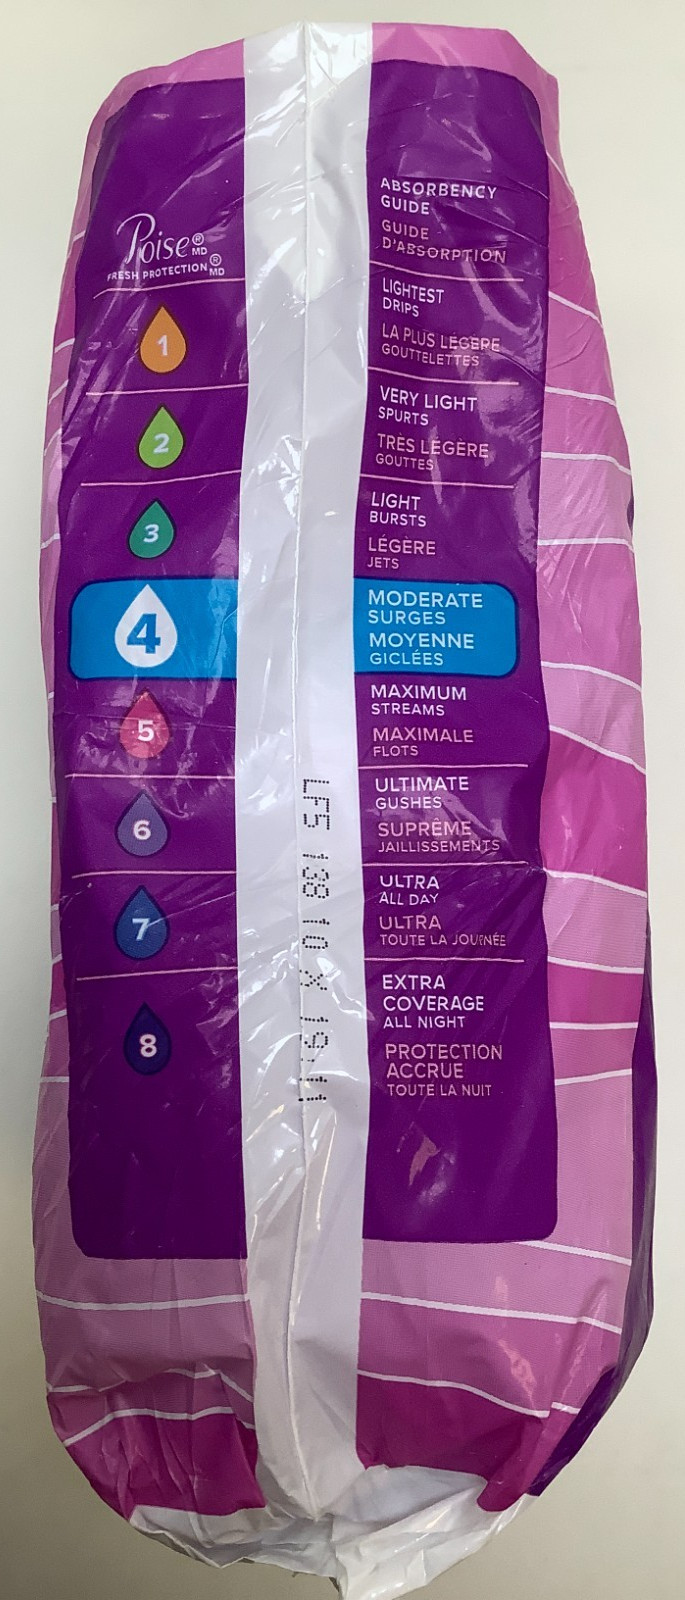 Poise® MD
FRESH PROTECTION® MD
ABSORBENCY
GUIDE
GUIDE
D'ABSORPTION
1
LIGHTEST
DRIPS
LA PLUS LÉGÈRE
GOUTTELETTES
2
VERY LIGHT
SPURTS
TRÈS LÉGÈRE
GOUTTES
3
LIGHT
BURSTS
LÉGÈRE
JETS
4
MODERATE
SURGES
MOYENNE
GICLÉES
5
MAXIMUM
STREAMS
MAXIMALE
FLOTS
6
ULTIMATE
GUSHES
SUPRÊME
JAILLISSEMENTS
7
ULTRA
ALL DAY
ULTRA
TOUTE LA JOURNÉE
8
EXTRA
COVERAGE
ALL NIGHT
PROTECTION
ACCRUE
TOUTE LA NUIT
LF5 138 10 X